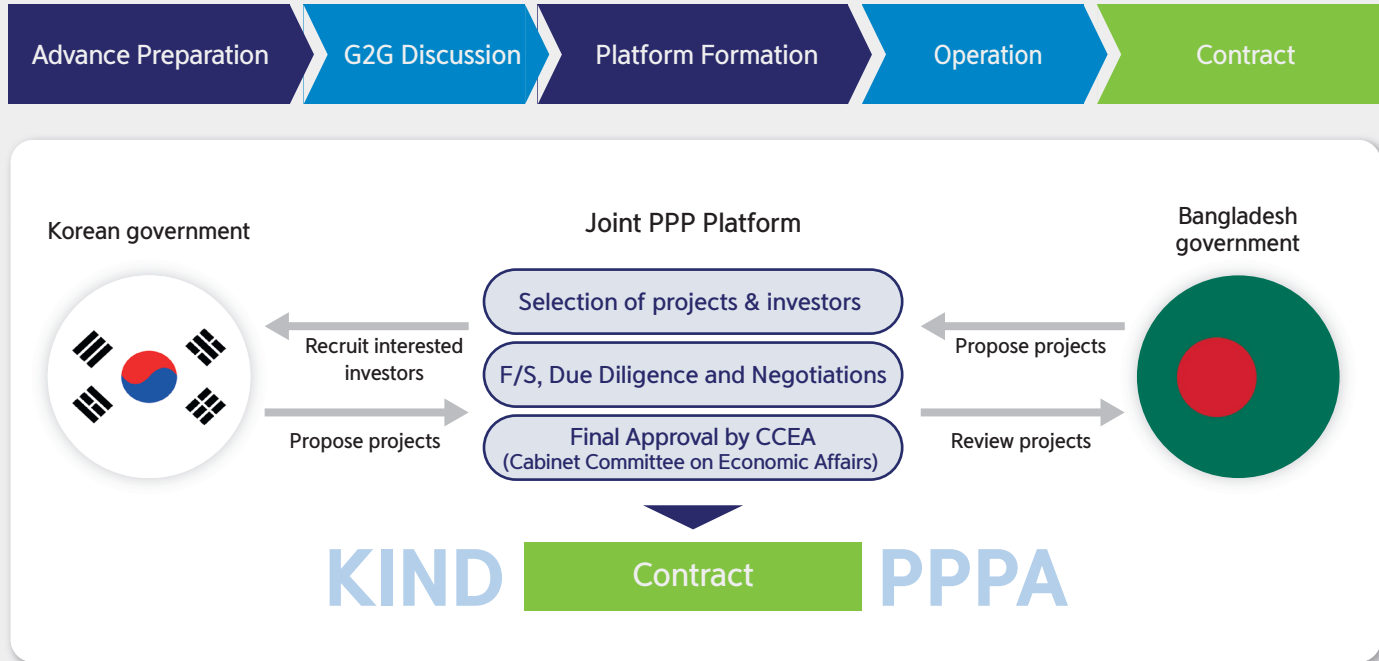 Advance Preparation
G2G Discussion
Platform Formation
Operation
Contract
Korean government
Joint PPP Platform
Bangladesh
government
Selection of projects & investors
Recruit interested
investors
Propose projects
F/S, Due Diligence and Negotiations
Propose projects
Review projects
Final Approval by CCEA
(Cabinet Committee on Economic Affairs)
KIND
Contract
PPPA